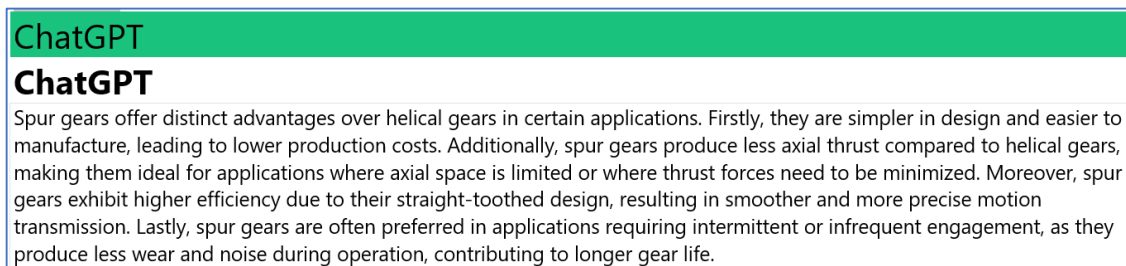 ChatGPT
ChatGPT
Spur gears offer distinct advantages over helical gears in certain applications. Firstly, they are simpler in design and easier to
manufacture, leading to lower production costs. Additionally, spur gears produce less axial thrust compared to helical gears,
making them ideal for applications where axial space is limited or where thrust forces need to be minimized. Moreover, spur
gears exhibit higher efficiency due to their straight-toothed design, resulting in smoother and more precise motion
transmission. Lastly, spur gears are often preferred in applications requiring intermittent or infrequent engagement, as they
produce less wear and noise during operation, contributing to longer gear life.